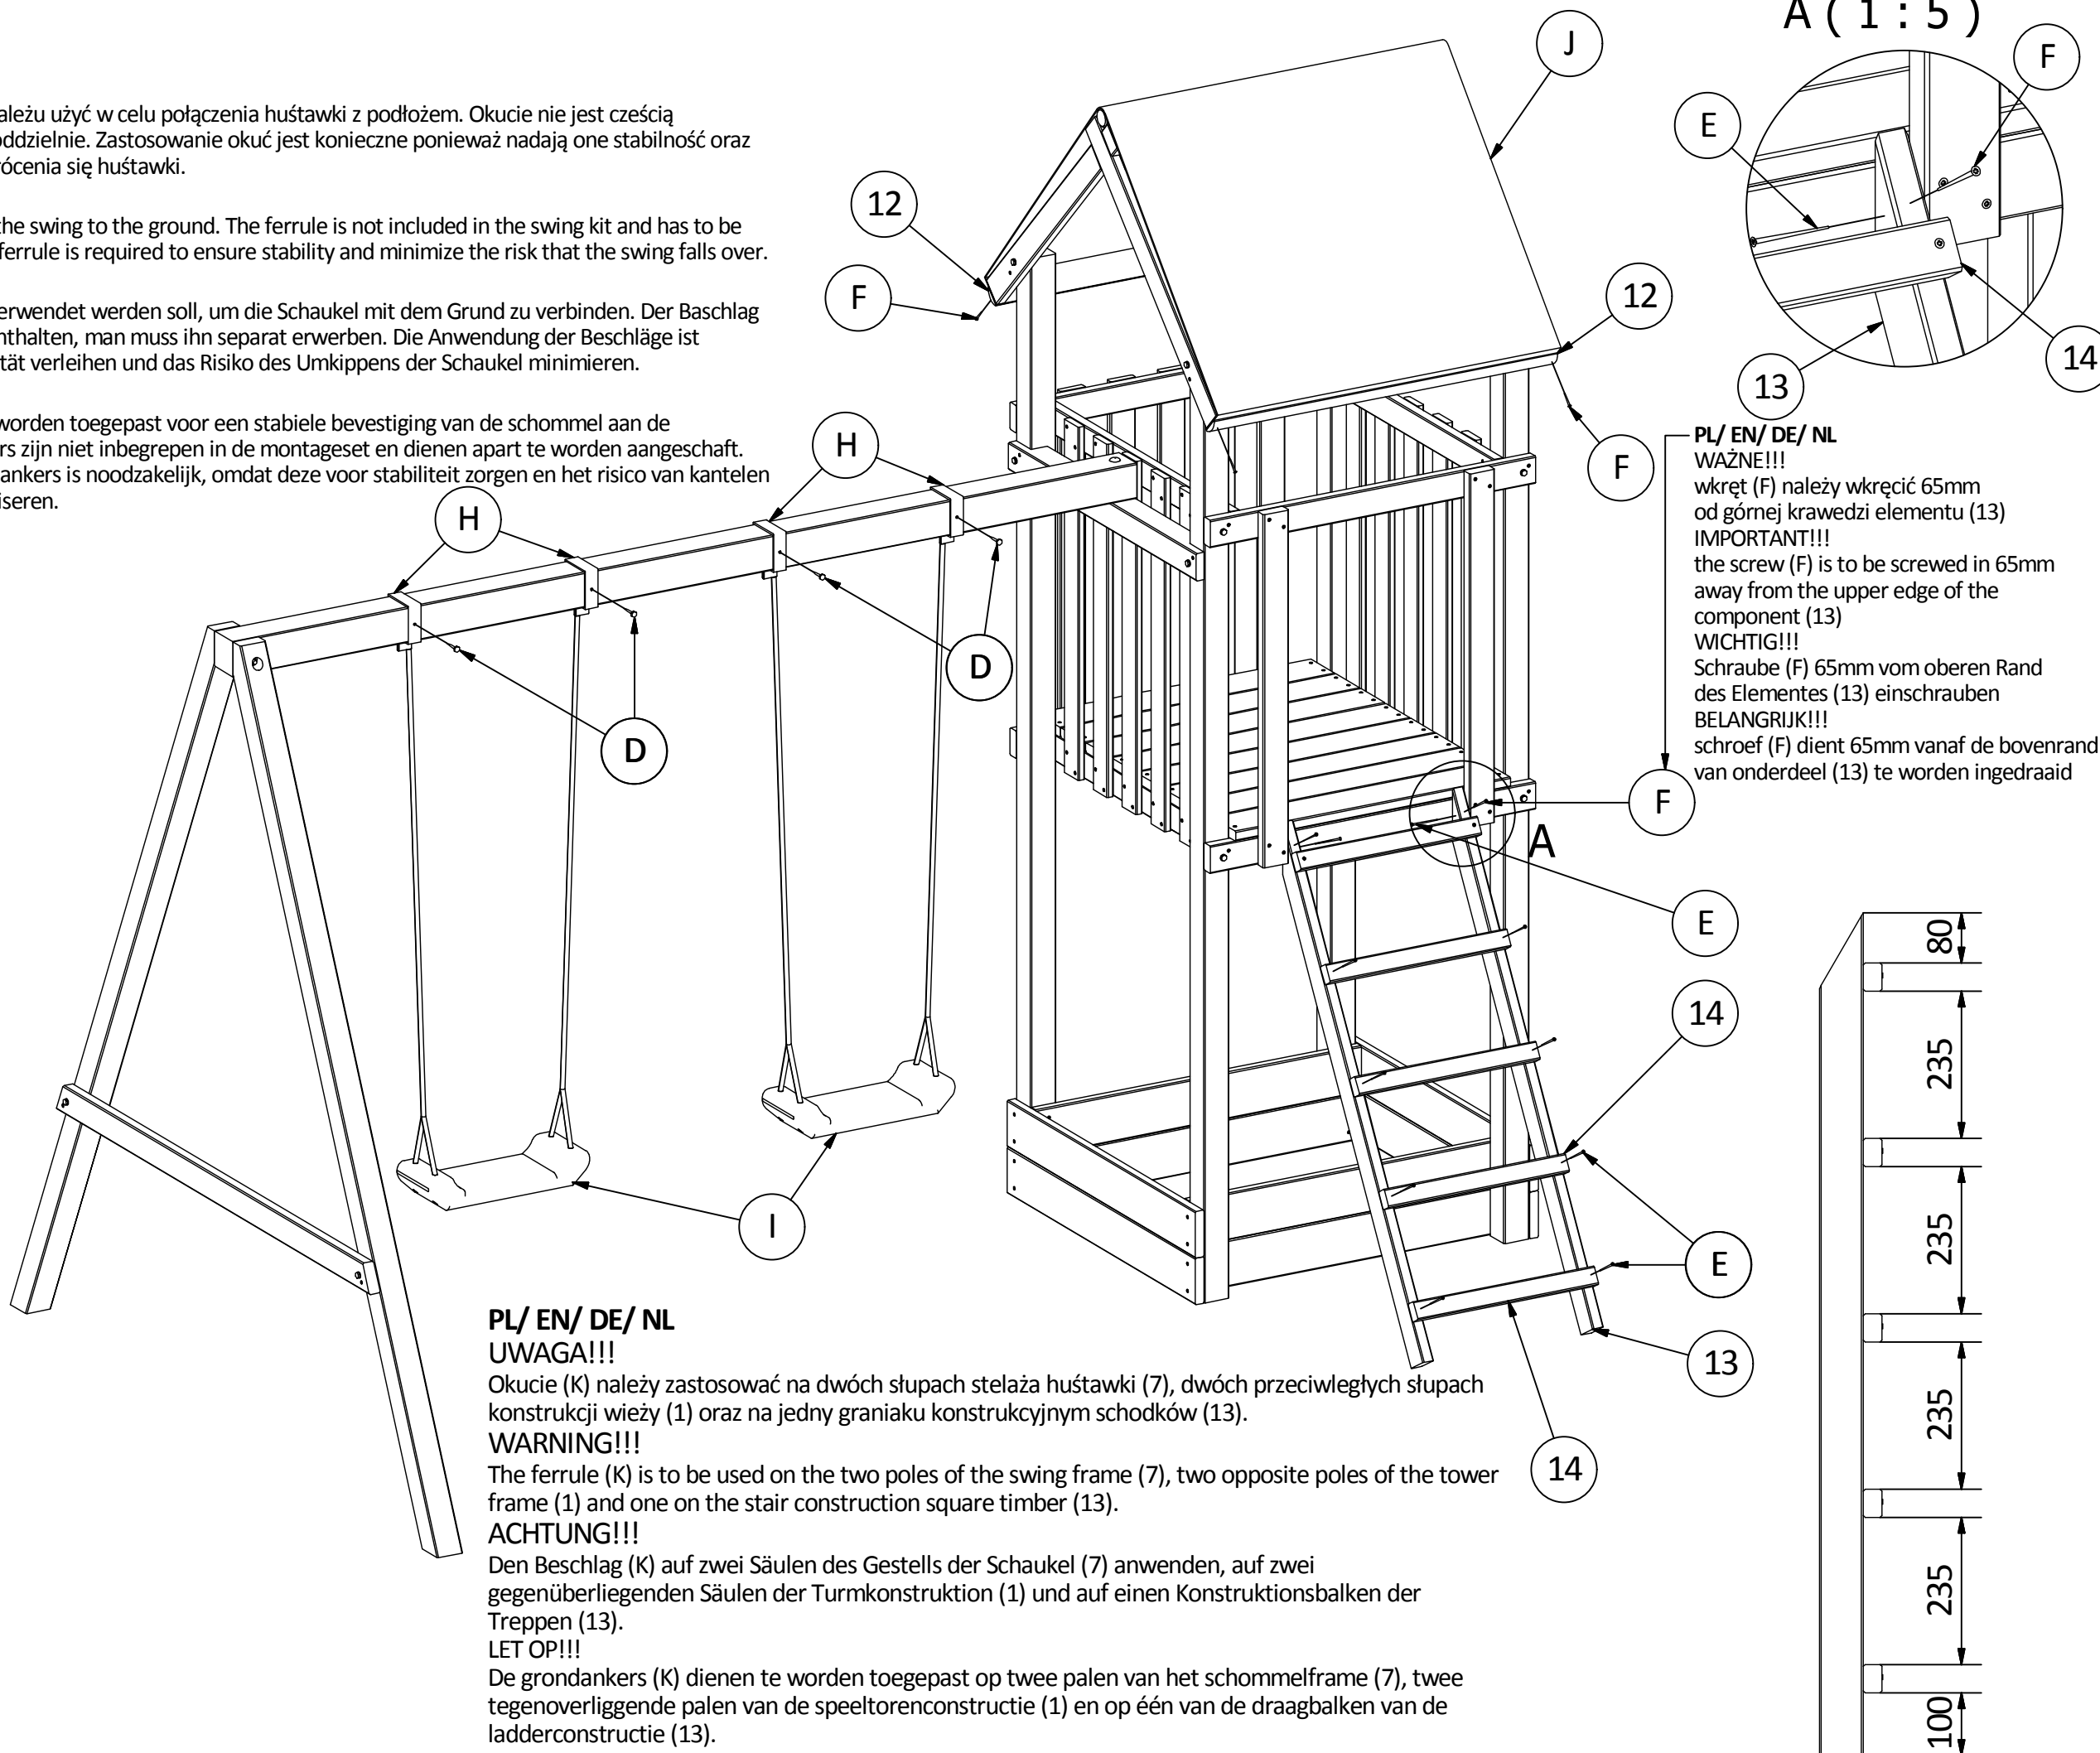 ależu użyć w celu połączenia huśtawki z podłożem. Okucie nie jest cześcią
oddzielnie. Zastosowanie okuć jest konieczne ponieważ nadają one stabilność oraz
rócenia się huśtawki.
the swing to the ground. The ferrule is not included in the swing kit and has to be
ferrule is required to ensure stability and minimize the risk that the swing falls over.
erwendet werden soll, um die Schaukel mit dem Grund zu verbinden. Der Baschlag
nthalten, man muss ihn separat erwerben. Die Anwendung der Beschläge ist
tät verleihen und das Risiko des Umkippens der Schaukel minimieren.
worden toegepast voor een stabiele bevestiging van de schommel aan de
rs zijn niet inbegrepen in de montageset en dienen apart te worden aangeschaft.
ankers is noodzakelijk, omdat deze voor stabiliteit zorgen en het risico van kantelen
iseren.
A ( 1 : 5 )
J
F
E
12
F
12
14
13
H
F
H
D
D
PL/ EN/ DE/ NL
WAŻNE!!!
wkręt (F) należy wkręcić 65mm
od górnej krawedzi elementu (13)
IMPORTANT!!!
the screw (F) is to be screwed in 65mm
away from the upper edge of the
component (13)
WICHTIG!!!
Schraube (F) 65mm vom oberen Rand
des Elementes (13) einschrauben
BELANGRIJK!!!
schroef (F) dient 65mm vanaf de bovenrand
van onderdeel (13) te worden ingedraaid
F
A
E
14
I
E
13
14
80
235
235
235
235
100
PL/ EN/ DE/ NL
UWAGA!!!
Okucie (K) należy zastosować na dwóch słupach stelaża huśtawki (7), dwóch przeciwległych słupach
konstrukcji wieży (1) oraz na jedny graniaku konstrukcyjnym schodków (13).
WARNING!!!
The ferrule (K) is to be used on the two poles of the swing frame (7), two opposite poles of the tower
frame (1) and one on the stair construction square timber (13).
ACHTUNG!!!
Den Beschlag (K) auf zwei Säulen des Gestells der Schaukel (7) anwenden, auf zwei
gegenüberliegenden Säulen der Turmkonstruktion (1) und auf einen Konstruktionsbalken der
Treppen (13).
LET OP!!!
De grondankers (K) dienen te worden toegepast op twee palen van het schommelframe (7), twee
tegenoverliggende palen van de speeltorenconstructie (1) en op één van de draagbalken van de
ladderconstructie (13).